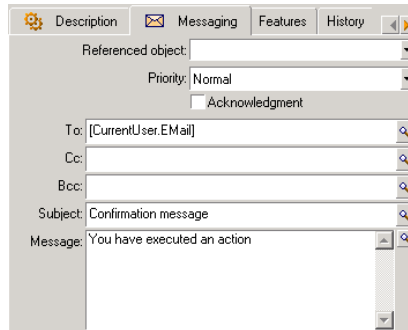 Description Messaging Features History
Referenced object:
Priority: Normal
Acknowledgment
To: [CurrentUser.EMail]
Cc:
Bcc:
Subject: Confirmation message
Message: You have executed an action